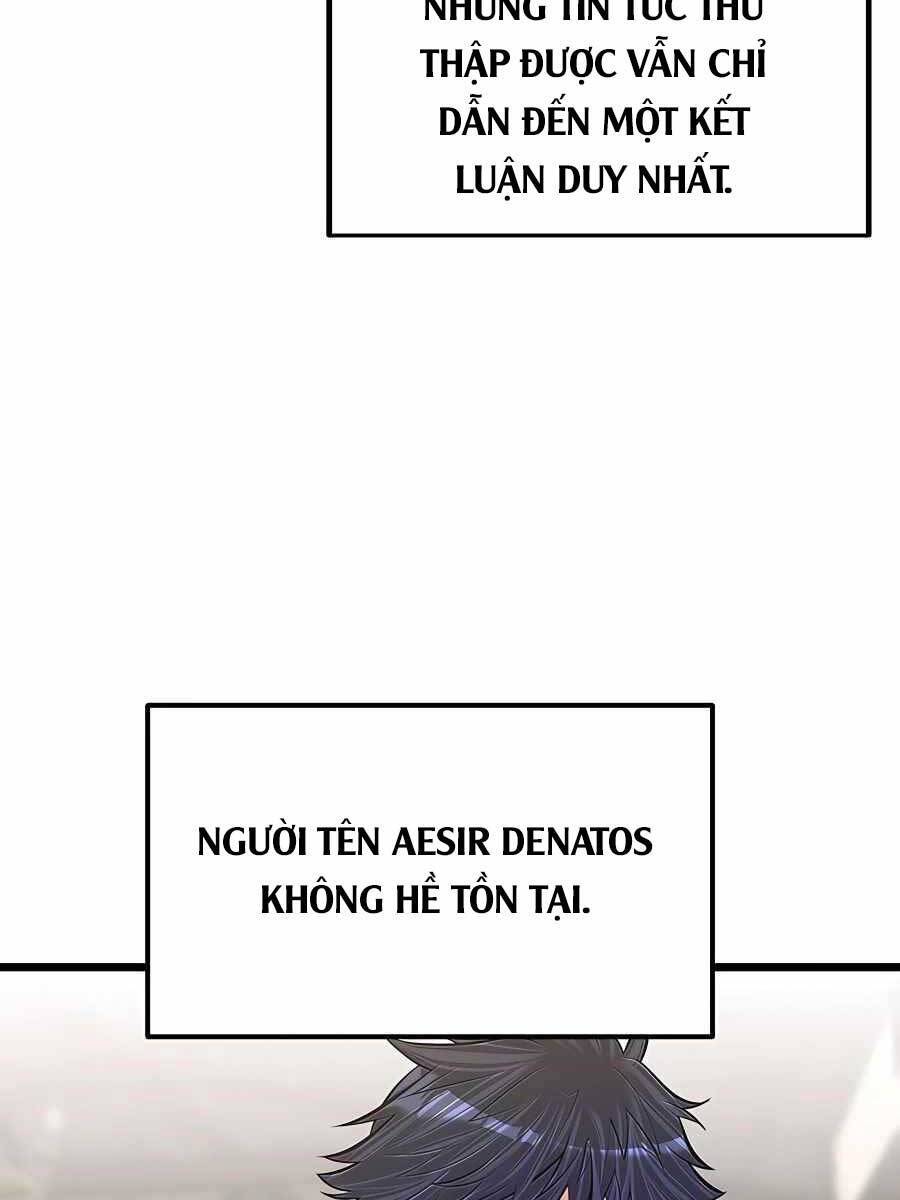 NHỮNG TIN TỨC THU
THẬP ĐƯỢC VẪN CHỈ
DẪN ĐẾN MỘT KẾT
LUẬN DUY NHẤT.
NGƯỜI TÊN AESIR DENATOS
KHÔNG HỀ TỒN TẠI.